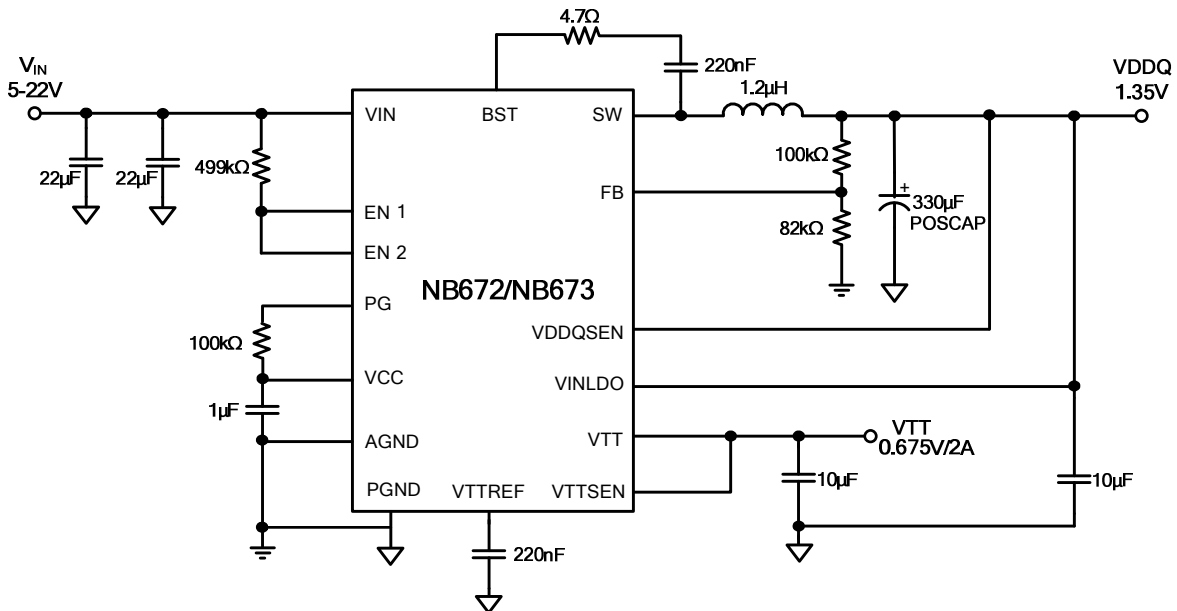 4.7Ω
220nF
1.2µH
VIN
5-22V
VDDQ
1.35V
VIN
BST
SW
22µF
22µF
499kΩ
100kΩ
FB
82kΩ
330µF
POSCAP
+
EN 1
EN 2
NB672/NB673
PG
100kΩ
VDDQSEN
VCC
VINLDO
1µF
AGND
VTT
VTT
0.675V/2A
PGND
VTTREF
VTTSEN
10µF
10µF
220nF